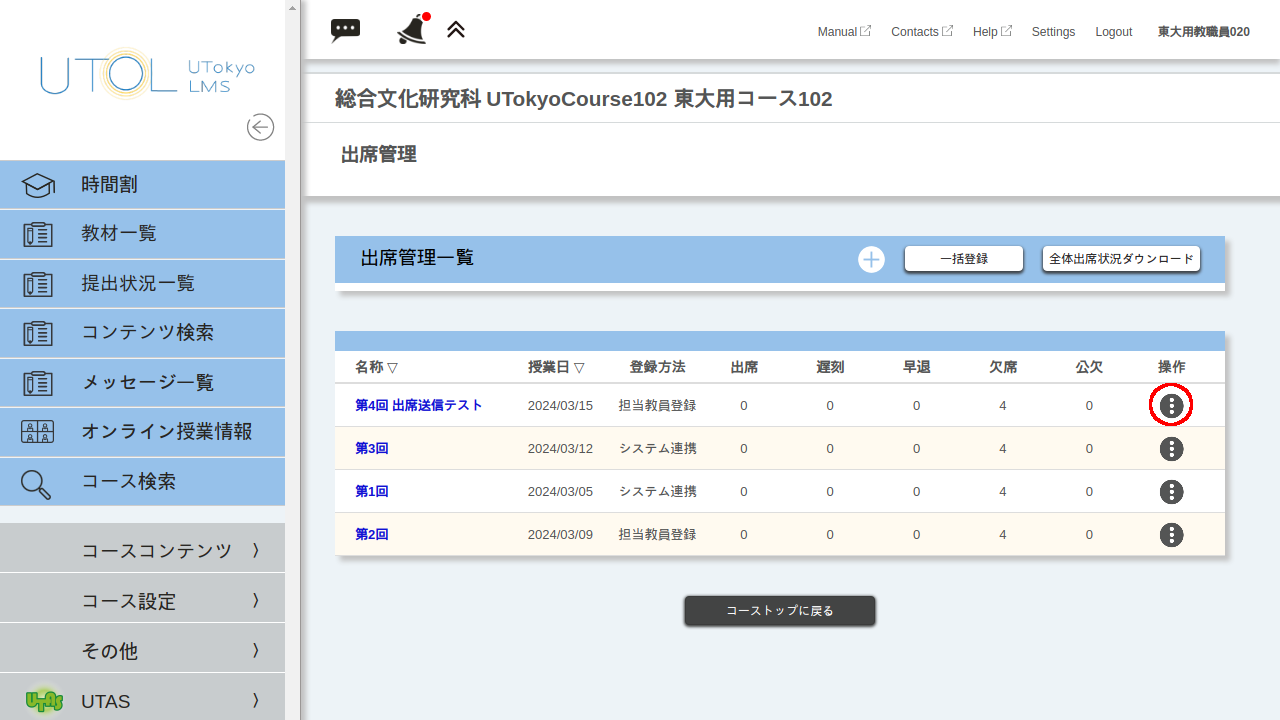 UTOL UTokyo LMS
Manual Contacts Help Settings Logout 東大用教職員020
時間割
教材一覧
提出状況一覧
コンテンツ検索
メッセージ一覧
オンライン授業情報
コース検索
コースコンテンツ 〉
コース設定 〉
その他 〉
UTAS UTAS 〉
総合文化研究科 UTokyoCourse102 東大用コース102
出席管理
出席管理一覧 一括登録 全体出席状況ダウンロード
名称 ▽ 授業日 ▽ 登録方法 出席 遅刻 早退 欠席 公欠 操作
第4回 出席送信テスト 2024/03/15 担当教員登録 0 0 0 4 0
第3回 2024/03/12 システム連携 0 0 0 4 0
第1回 2024/03/05 システム連携 0 0 0 4 0
第2回 2024/03/09 担当教員登録 0 0 0 4 0
コーストップに戻る